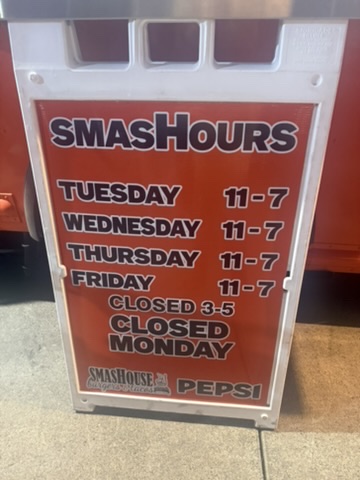 SMASHOURS
TUESDAY 11-7
WEDNESDAY 11-7
THURSDAY 11-7
FRIDAY 11-7
CLOSED 3-5
CLOSED
MONDAY
SMASHOUSE PEPSI